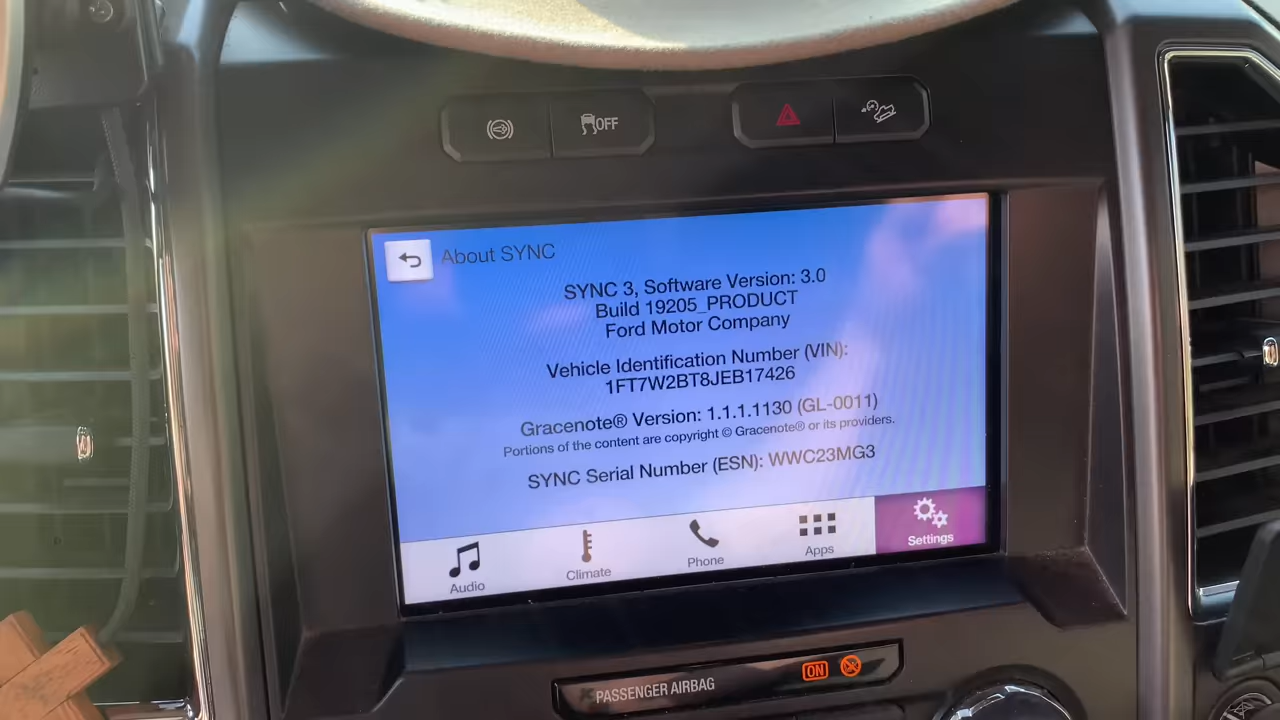 OFF
About SYNC
SYNC 3, Software Version: 3.0
Build 19205_PRODUCT
Ford Motor Company
Vehicle Identification Number (VIN):
1FT7W2BT8JEB17426
Gracenote® Version: 1.1.1.1130 (GL-0011)
Portions of the content are copyright © Gracenote® or its providers.
SYNC Serial Number (ESN): WWC23MG3
Audio
Climate
Phone
Apps
Settings
PASSENGER AIRBAG
ON